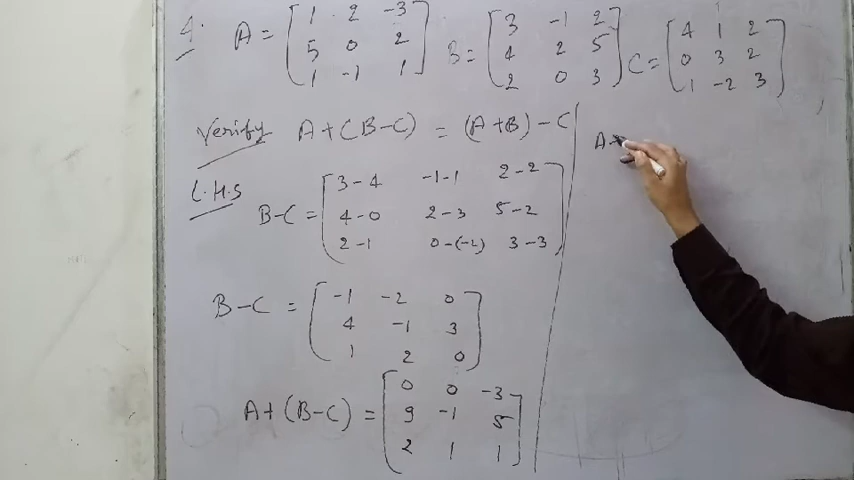 4. A = [1 2 -3 B = [3 -1 2 C = [4 1 2
5 0 2 4 2 5 0 3 2
1 -1 1] 2 0 3] 1 -2 3]
Verify A+(B-C) = (A+B)-C
L.H.S
B-C = [3-4 -1-1 2-2
4-0 2-3 5-2
2-1 0-(-2) 3-3]
B-C = [-1 -2 0
4 -1 3
1 2 0]
A+(B-C) = [0 0 -3
9 -1 5
2 1 1]
A+